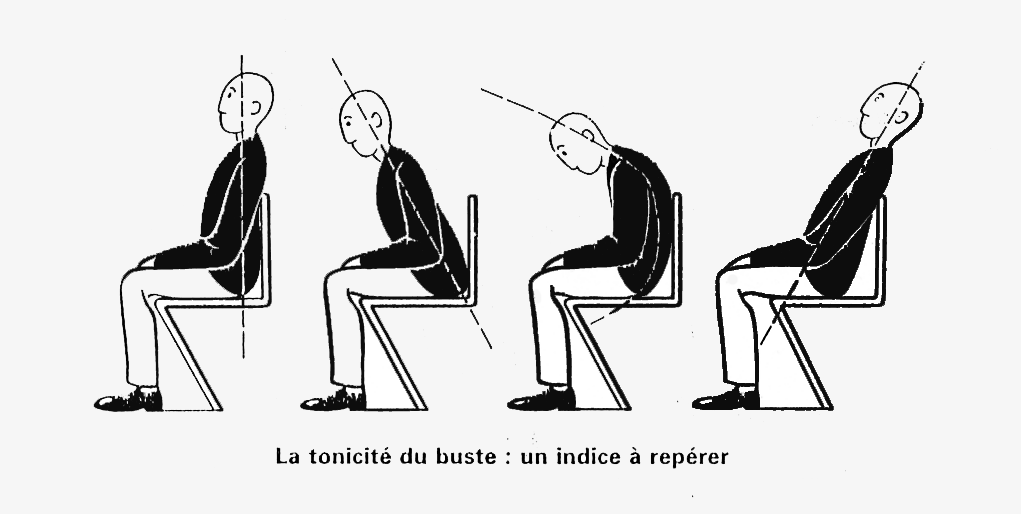 La tonicité du buste : un indice à repérer